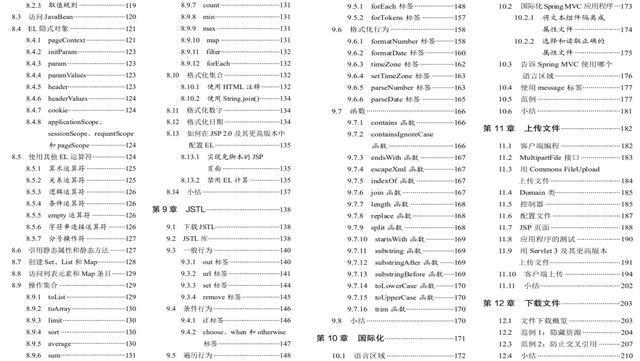 8.2.3 取值规则 119
8.3 访问JavaBean 120
8.4 EL 隐式对象 121
8.4.1 pageContext 121
8.4.2 initParam 122
8.4.3 param 122
8.4.4 paramValues 123
8.4.5 header 123
8.4.6 headerValues 124
8.4.7 cookie 124
8.4.8 applicationScope、
sessionScope、requestScope
和 pageScope 124
8.5 使用其他 EL 运算符 124
8.5.1 算术运算符 125
8.5.2 关系运算符 125
8.5.3 逻辑运算符 126
8.5.4 条件运算符 126
8.5.5 empty 运算符 126
8.5.6 字符串连接运算符 127
8.5.7 分号操作符 127
8.6 引用静态属性和静态方法 127
8.7 创建 Set、List 和 Map 128
8.8 访问列表元素和 Map 条目 129
8.9 操作集合 129
8.9.1 toList 129
8.9.2 toArray 130
8.9.3 limit 130
8.9.4 sort 130
8.9.5 average 130
8.9.6 sum 131
8.9.7 count 131
8.9.8 min 131
8.9.9 max 131
8.9.10 map 131
8.9.11 filter 132
8.9.12 forEach 132
8.10 格式化集合 132
8.10.1 使用 HTML 注释 132
8.10.2 使用 String.join() 134
8.11 格式化数字 134
8.12 格式化日期 134
8.13 如何在 JSP 2.0 及其更高版本中
配置 EL 135
8.13.1 实现免脚本的 JSP
页面 135
8.13.2 禁用 EL 计算 135
8.14 小结 137
第 9 章 JSTL 138
9.1 下载 JSTL 138
9.2 JSTL 库 138
9.3 一般行为 140
9.3.1 out 标签 140
9.3.2 url 标签 141
9.3.3 set 标签 144
9.3.4 remove 标签 145
9.4 条件行为 146
9.4.1 if 标签 146
9.4.2 choose、when 和 otherwise
标签 147
9.5 遍历行为 148
9.5.1 forEach 标签 148
9.5.2 forTokens 标签 157
9.6 格式化行为 158
9.6.1 formatNumber 标签 158
9.6.2 formatDate 标签 160
9.6.3 timeZone 标签 162
9.6.4 setTimeZone 标签 163
9.6.5 parseNumber 标签 163
9.6.6 parseDate 标签 165
9.7 函数 166
9.7.1 contains 函数 166
9.7.2 containsIgnoreCase
函数 166
9.7.3 endsWith 函数 167
9.7.4 escapeXml 函数 167
9.7.5 indexOf 函数 167
9.7.6 join 函数 167
9.7.7 length 函数 168
9.7.8 replace 函数 168
9.7.9 split 函数 168
9.7.10 startsWith 函数 169
9.7.11 substring 函数 169
9.7.12 substringAfter 函数 169
9.7.13 substringBefore 函数 169
9.7.14 toLowerCase 函数 170
9.7.15 toUpperCase 函数 170
9.7.16 trim 函数 170
9.8 小结 170
第 10 章 国际化 171
10.1 语言区域 172
10.2 国际化Spring MVC 应用程序 173
10.2.1 将文本组件隔离成
属性文件 174
10.2.2 选择和读取正确的
属性文件 175
10.3 告诉 Spring MVC 使用哪个
语言区域 176
10.4 使用 message 标签 177
10.5 范例 177
10.6 小结 181
第 11 章 上传文件 182
11.1 客户端编程 182
11.2 MultipartFile 接口 183
11.3 用 Commons FileUpload
上传文件 184
11.4 Domain 类 185
11.5 控制器 185
11.6 配置文件 187
11.7 JSP 页面 188
11.8 应用程序的测试 190
11.9 用 Servlet 3 及其更高版本
上传文件 191
11.10 客户端上传 194
11.11 小结 202
第 12 章 下载文件 203
12.1 文件下载概览 203
12.2 范例 1：隐藏资源 204
12.3 范例 2：防止交叉引用 207
12.4 小结 210